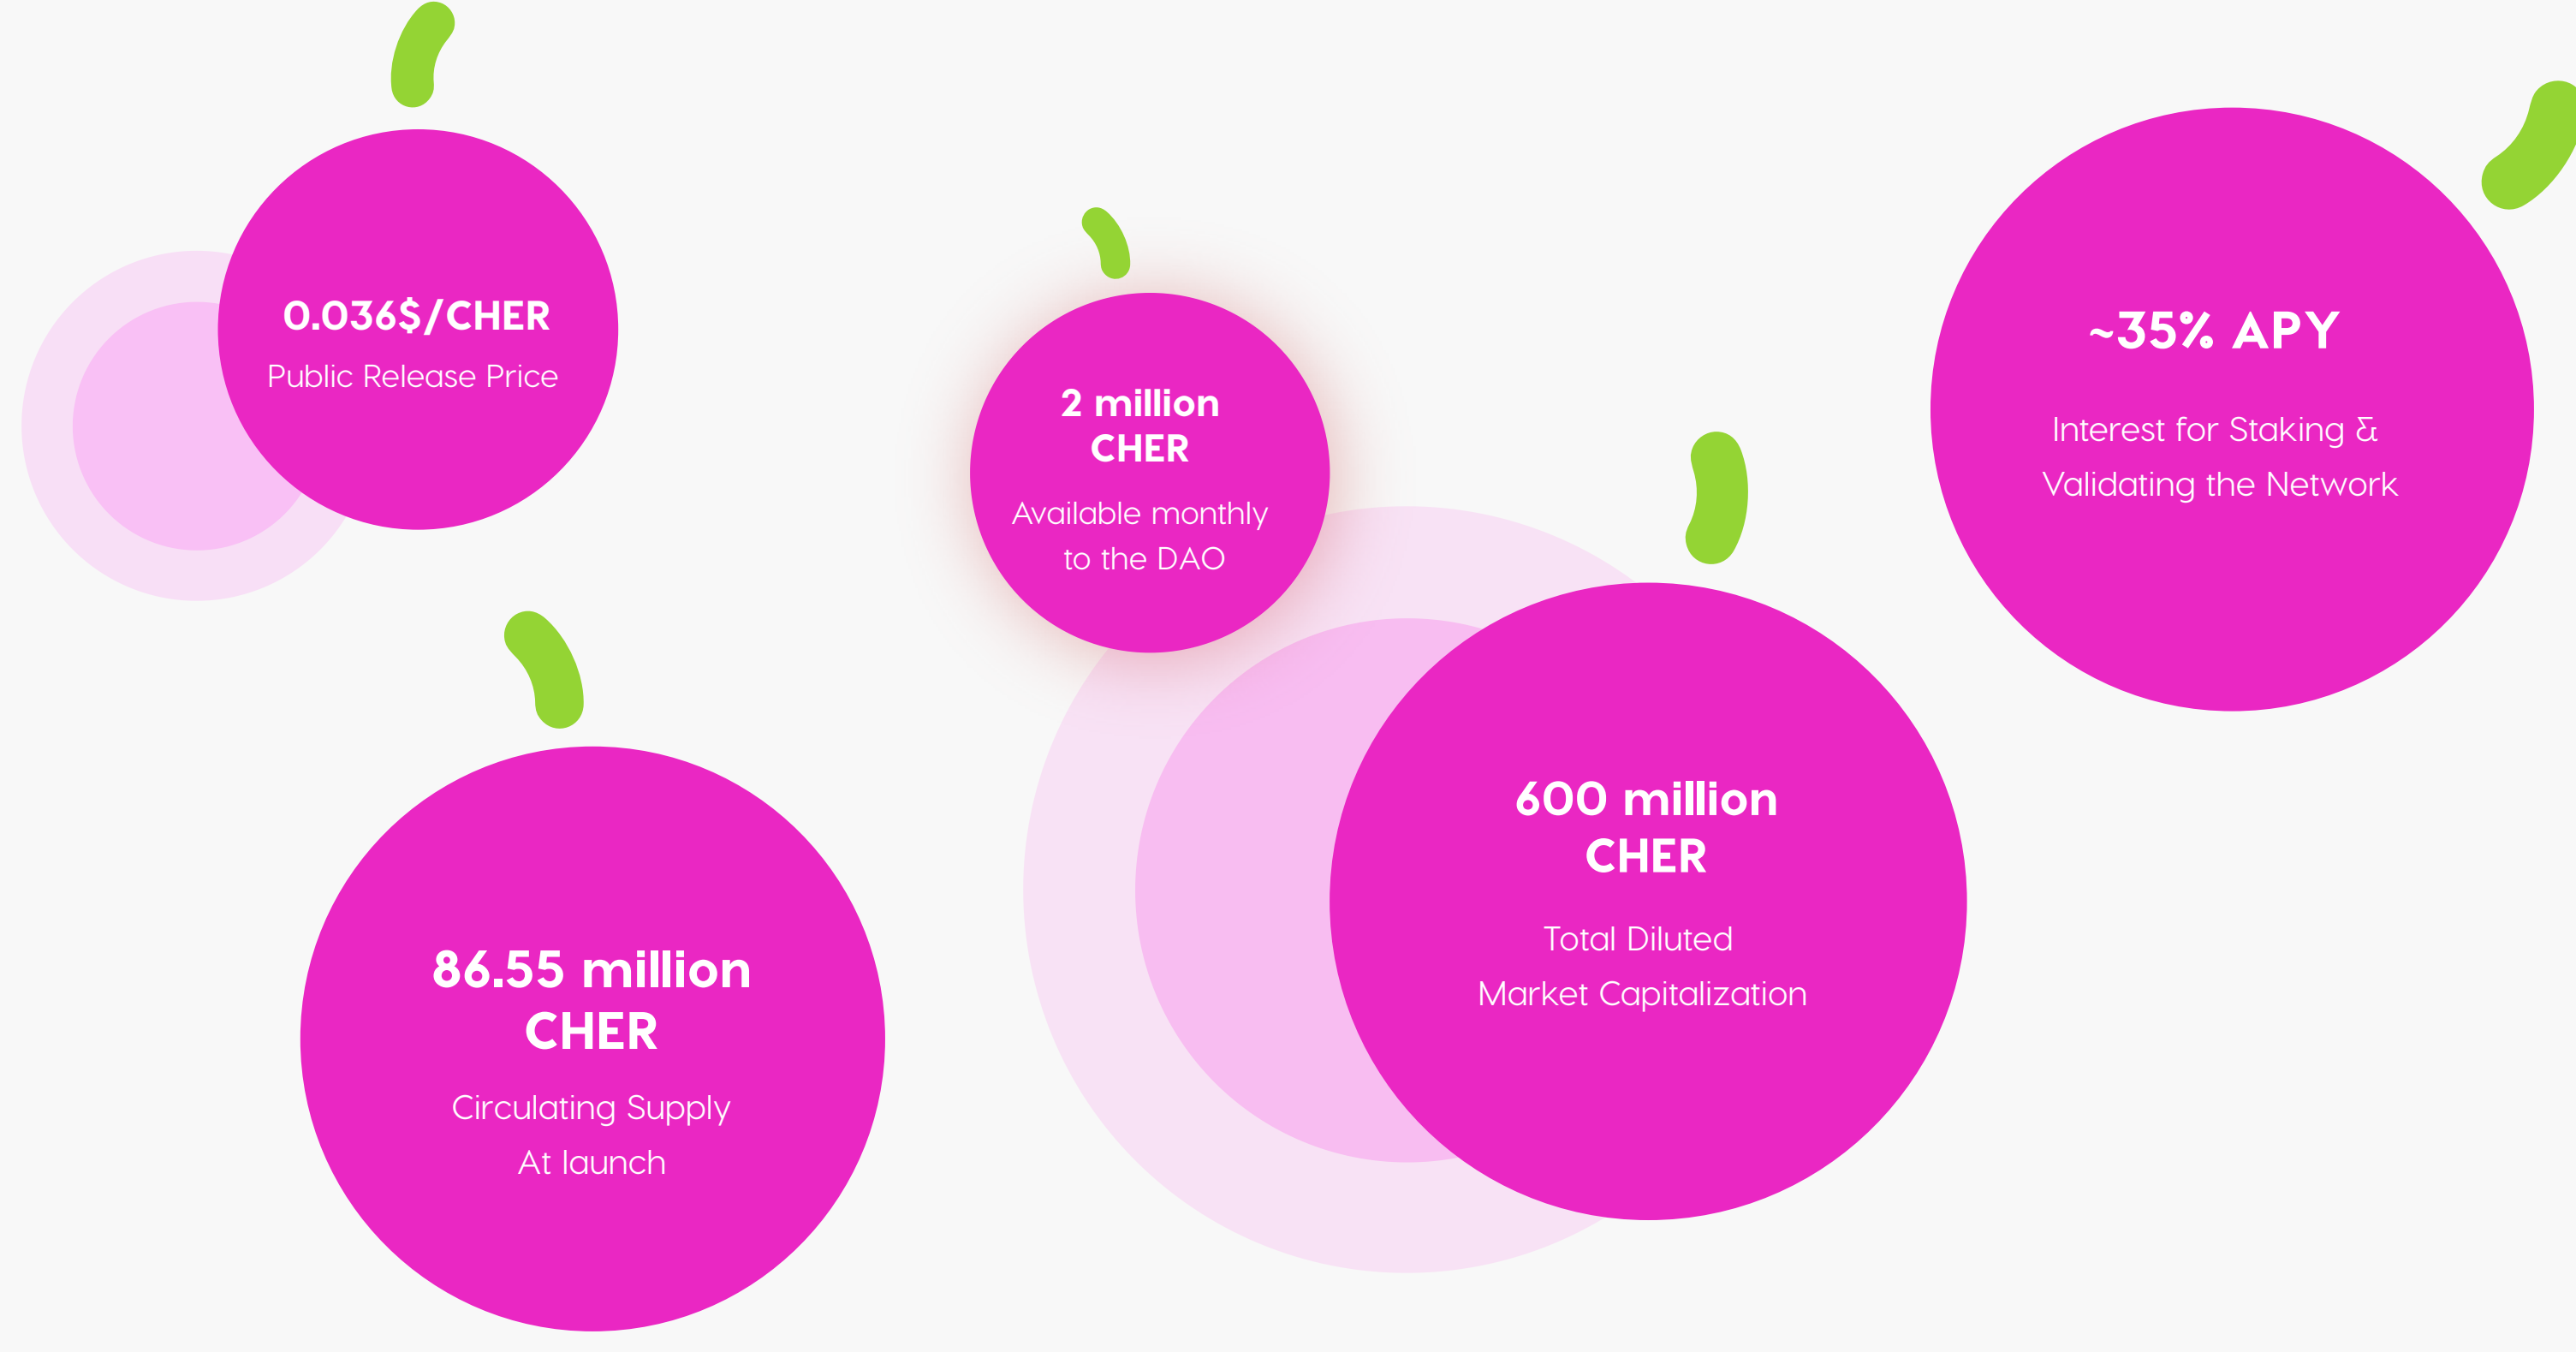 0.036$/CHER
Public Release Price
2 million
CHER
Available monthly
to the DAO
~35% APY
Interest for Staking &
Validating the Network
86.55 million
CHER
Circulating Supply
At launch
600 million
CHER
Total Diluted
Market Capitalization